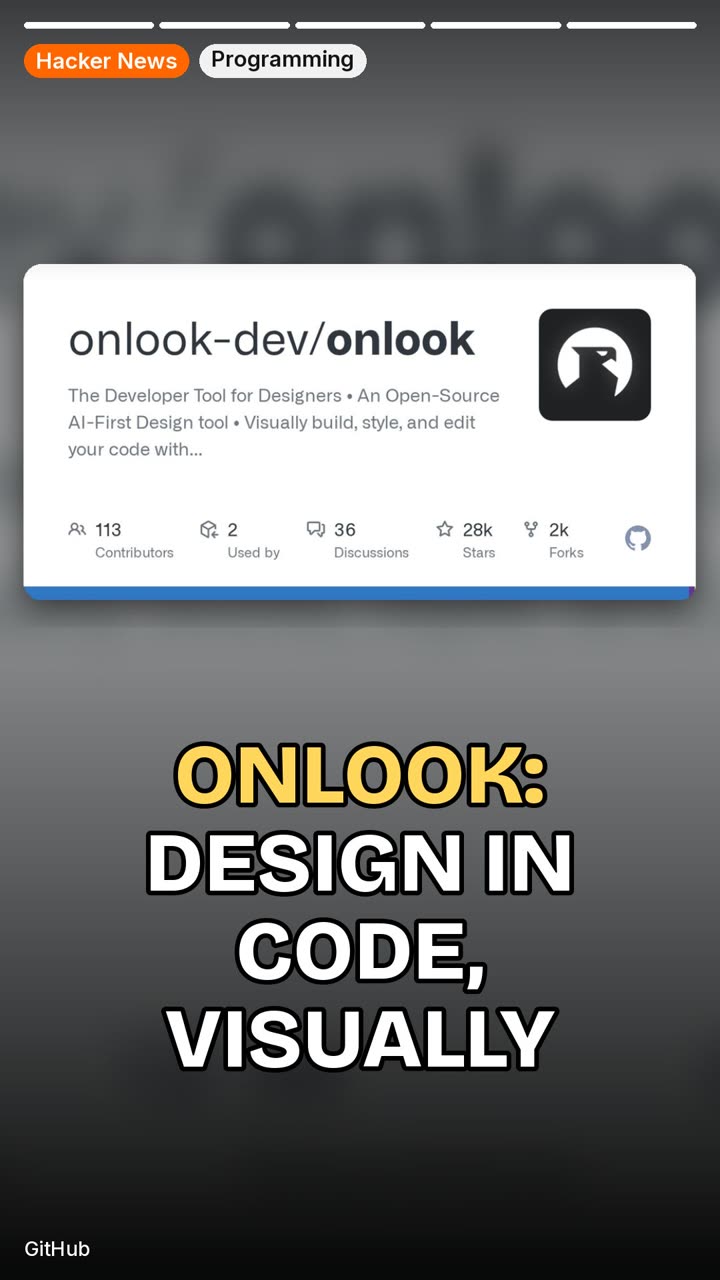 Hacker News
Programming
onlook-dev/onlook
The Developer Tool for Designers • An Open-Source
AI-First Design tool • Visually build, style, and edit
your code with...
113
Contributors
2
Used by
36
Discussions
28k
Stars
2k
Forks
ONLOOK:
DESIGN IN
CODE,
VISUALLY
GitHub